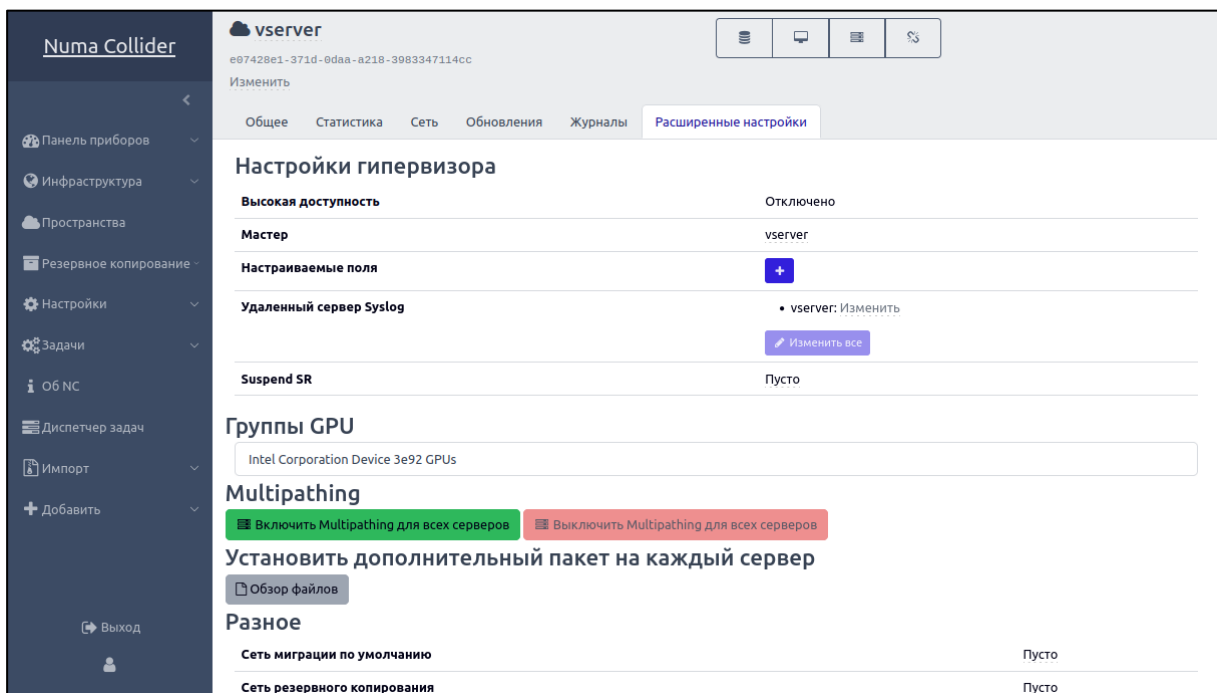 Numa Collider
Панель приборов
Инфраструктура
Пространства
Резервное копирование
Настройки
Задачи
Об NC
Диспетчер задач
Импорт
Добавить
Выход
vserver
e07428e1-371d-0daa-a218-3983347114cc
Изменить
Общее Статистика Сеть Обновления Журналы Расширенные настройки
Настройки гипервизора
Высокая доступность Отключено
Мастер vserver
Настраиваемые поля +
Удаленный сервер Syslog • vserver: Изменить
Изменить все
Suspend SR Пусто
Группы GPU
Intel Corporation Device 3e92 GPUs
Multipathing
Включить Multipathing для всех серверов Выключить Multipathing для всех серверов
Установить дополнительный пакет на каждый сервер
Обзор файлов
Разное
Сеть миграции по умолчанию Пусто
Сеть резервного копирования Пусто